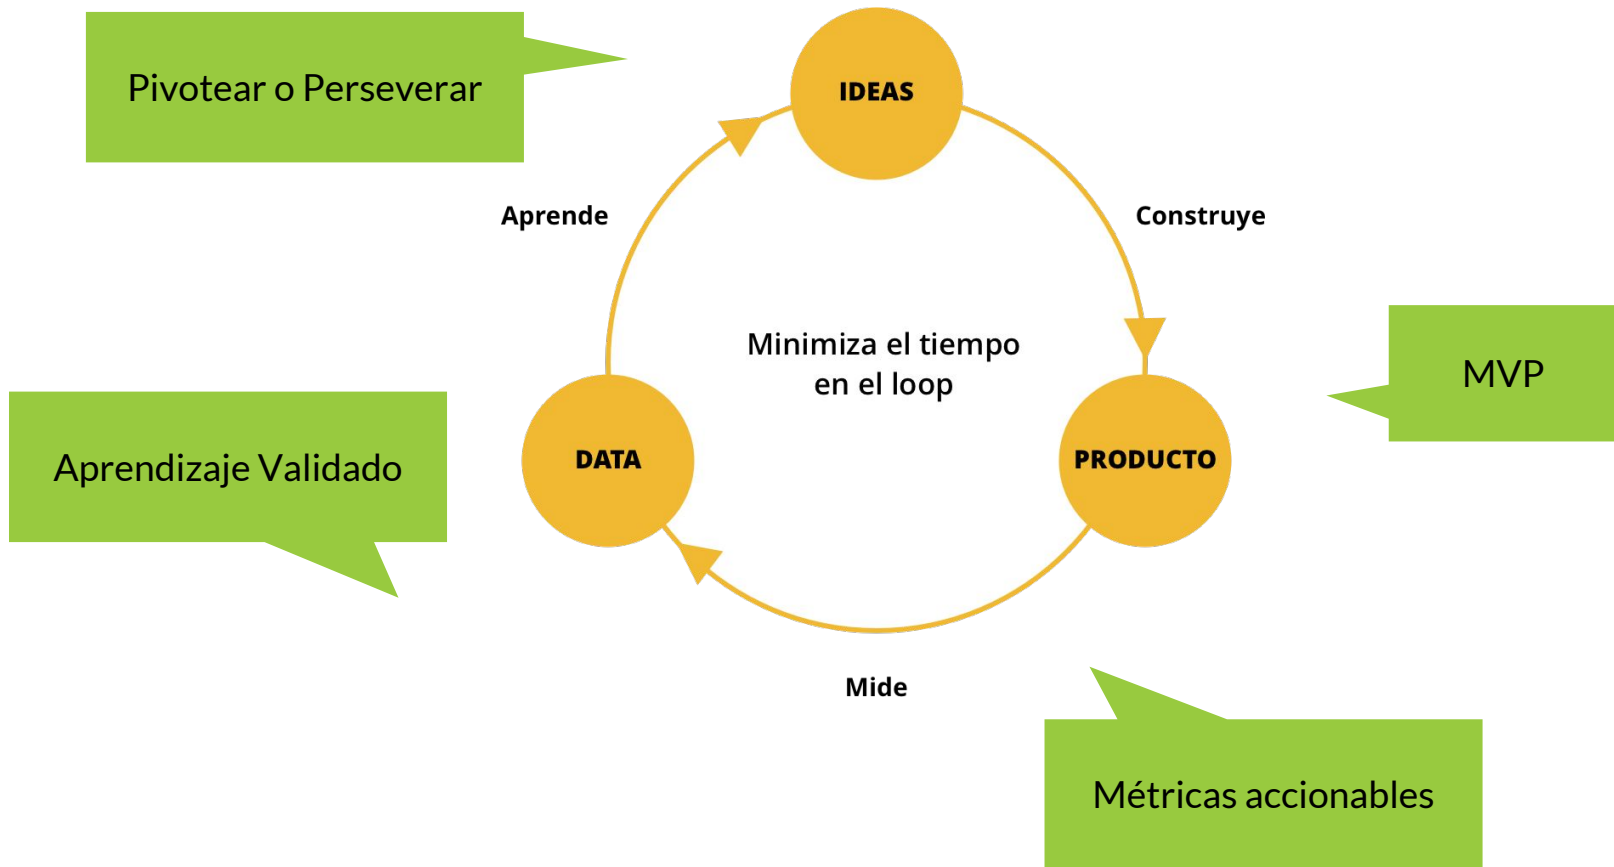 Pivotear o Perseverar
IDEAS
Aprende
Construye
Minimiza el tiempo
en el loop
MVP
Aprendizaje Validado
DATA
PRODUCTO
Mide
Métricas accionables